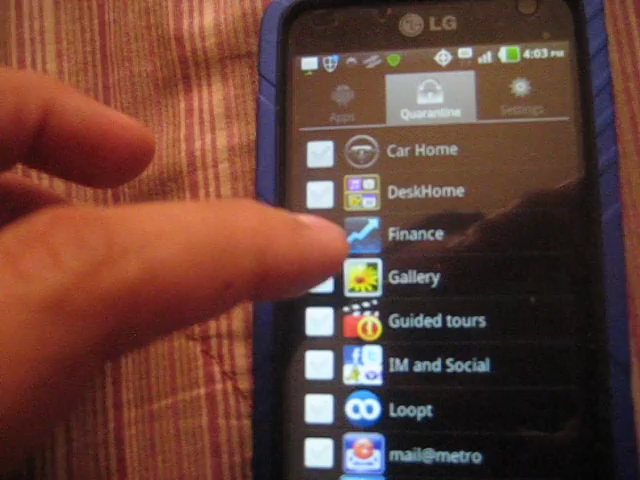 LG
4:03 PM
Apps
Quarantine
Settings
Car Home
DeskHome
Finance
Gallery
Guided tours
IM and Social
Loopt
mail@metro